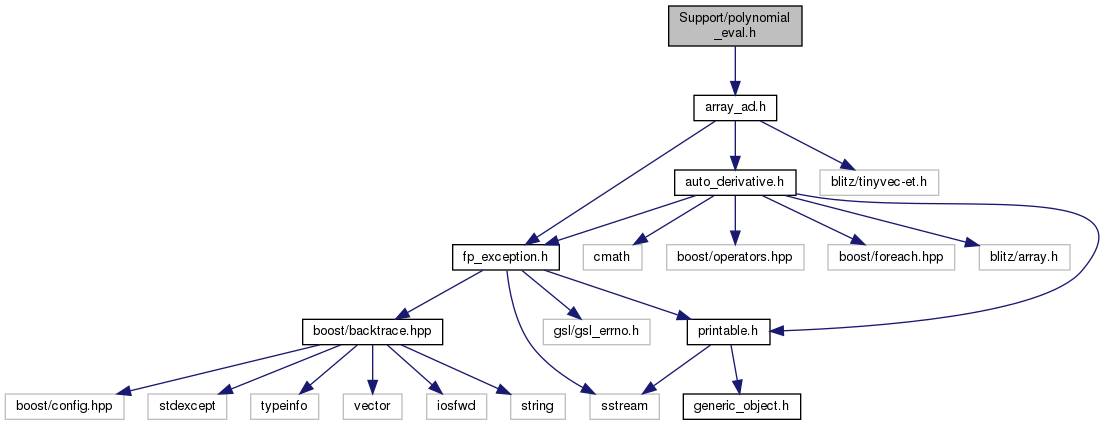 Support/polynomial
_eval.h
array_ad.h
auto_derivative.h
blitz/tinyvec-et.h
fp_exception.h
cmath
boost/operators.hpp
boost/foreach.hpp
blitz/array.h
boost/backtrace.hpp
gsl/gsl_errno.h
printable.h
boost/config.hpp
stdexcept
typeinfo
vector
iosfwd
string
sstream
generic_object.h